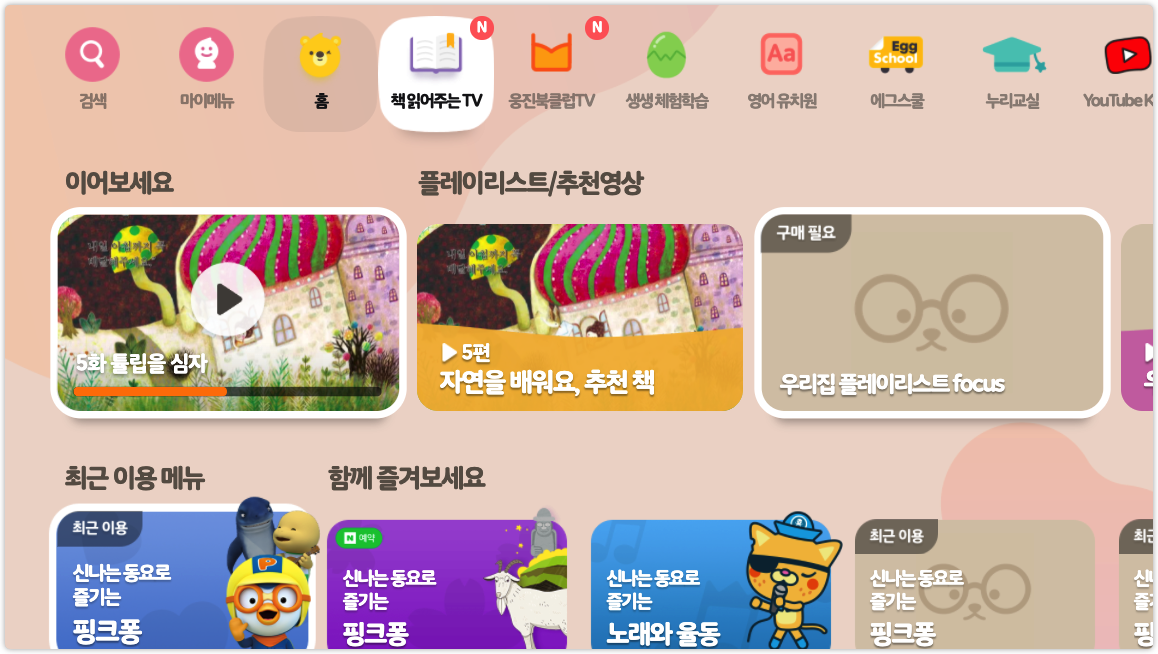 N
N
Egg
School
Aa
검색
마이메뉴
홈
책 읽어주는 TV
웅진북클럽TV
생생 체험학습
영어 유치원
에그스쿨
누리교실
YouTube K
이어보세요
플레이리스트/추천영상
5화 튤립을 심자
5편
자연을 배워요, 추천 책
구매 필요
우리집 플레이리스트 focus
최근 이용 메뉴
함께 즐겨보세요
최근 이용
신나는 동요로
즐기는
핑크퐁
P
N 예약
신나는 동요로
즐기는
핑크퐁
신나는 동요로
즐기는
노래와 율동
최근 이용
신나는 동요로
즐기는
핑크퐁
최근
신나
즐기